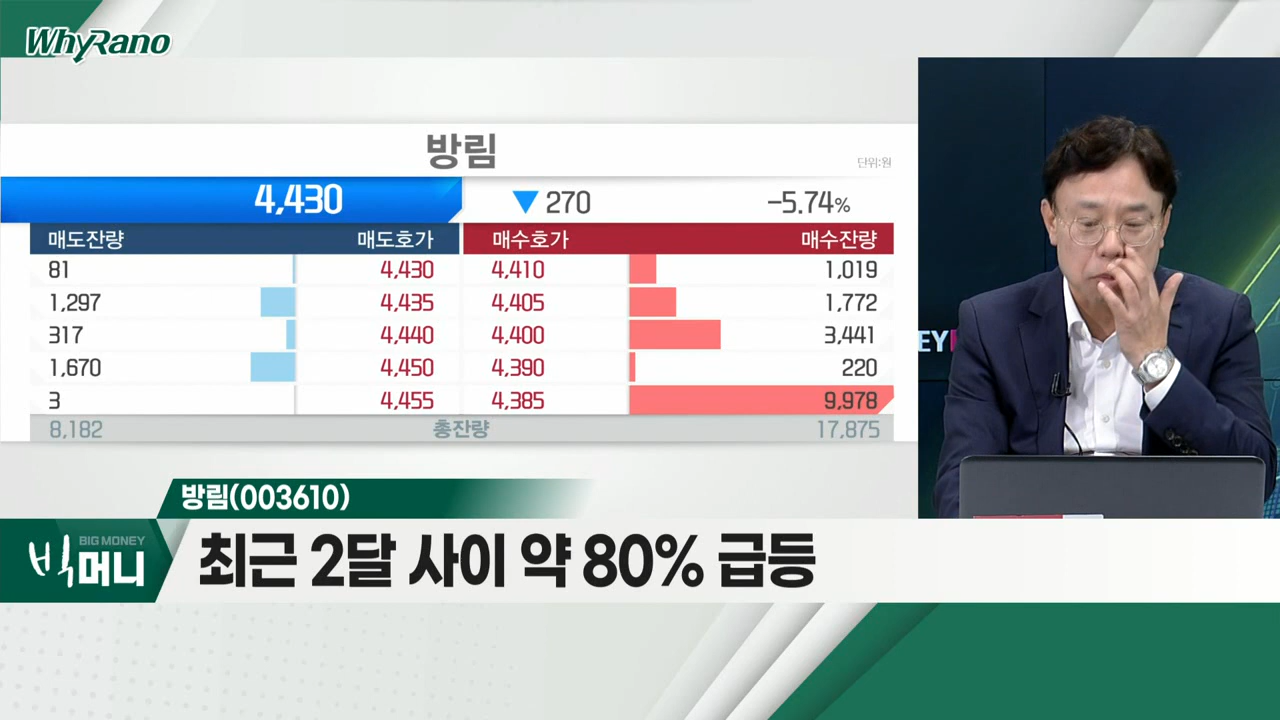 WhyRano
방림
단위:원
4,430 ▼ 270 -5.74%
매도잔량 매도호가 매수호가 매수잔량
81 4,430 4,410 1,019
1,297 4,435 4,405 1,772
317 4,440 4,400 3,441
1,670 4,450 4,390 220
3 4,455 4,385 9,978
8,182 총잔량 17,875
EY
방림(003610)
BIG MONEY
빅머니
최근 2달 사이 약 80% 급등